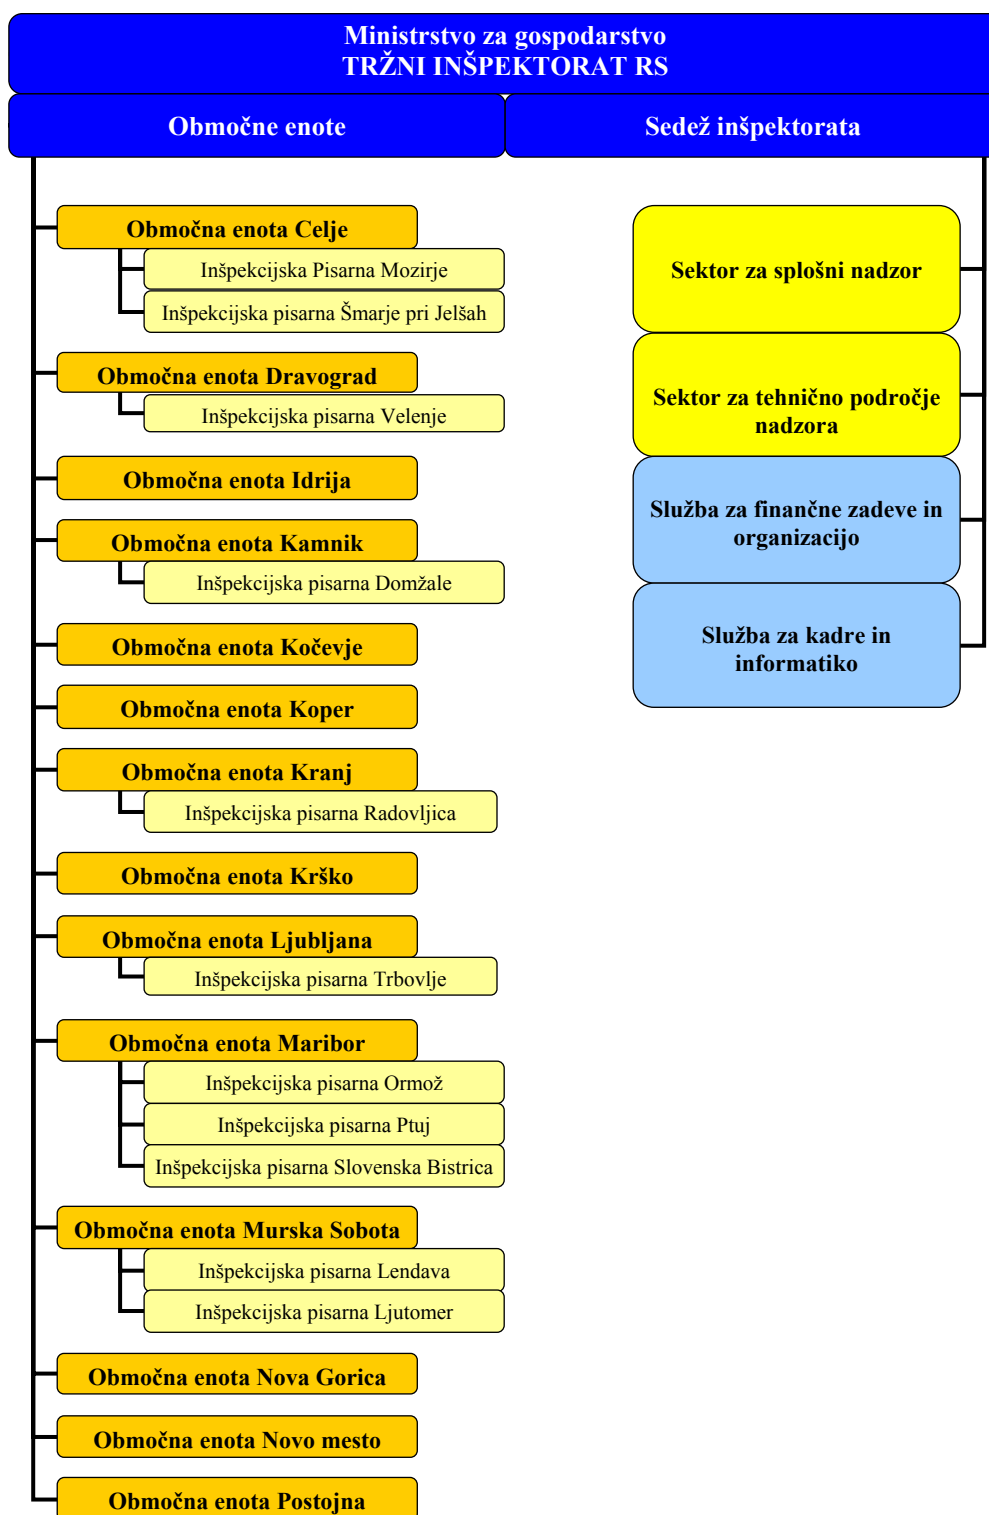 Ministrstvo za gospodarstvo
TRŽNI INŠPEKTORAT RS
Območne enote
Sedež inšpektorata
Območna enota Celje
Inšpekcijska Pisarna Mozirje
Inšpekcijska pisarna Šmarje pri Jelšah
Območna enota Dravograd
Inšpekcijska pisarna Velenje
Območna enota Idrija
Območna enota Kamnik
Inšpekcijska pisarna Domžale
Območna enota Kočevje
Območna enota Koper
Območna enota Kranj
Inšpekcijska pisarna Radovljica
Območna enota Krško
Območna enota Ljubljana
Inšpekcijska pisarna Trbovlje
Območna enota Maribor
Inšpekcijska pisarna Ormož
Inšpekcijska pisarna Ptuj
Inšpekcijska pisarna Slovenska Bistrica
Območna enota Murska Sobota
Inšpekcijska pisarna Lendava
Inšpekcijska pisarna Ljutomer
Območna enota Nova Gorica
Območna enota Novo mesto
Območna enota Postojna
Sektor za splošni nadzor
Sektor za tehnično področje
nadzora
Služba za finančne zadeve in
organizacijo
Služba za kadre in
informatiko